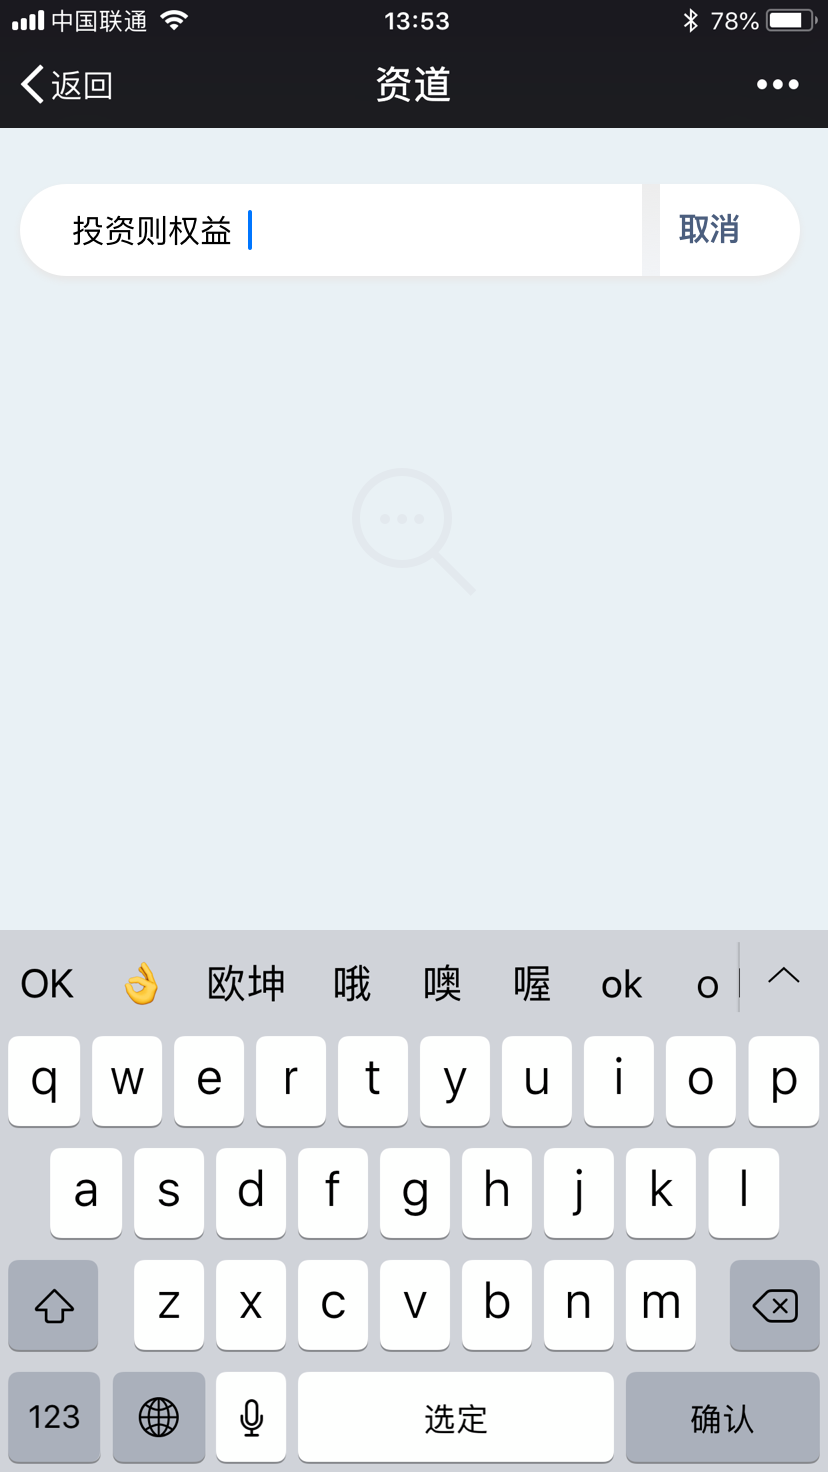 中国联通 13:53 78%
返回 资道
投资则权益 取消
OK 👌 欧坤 哦 噢 喔 ok o
q w e r t y u i o p
a s d f g h j k l
z x c v b n m
123 选定 确认